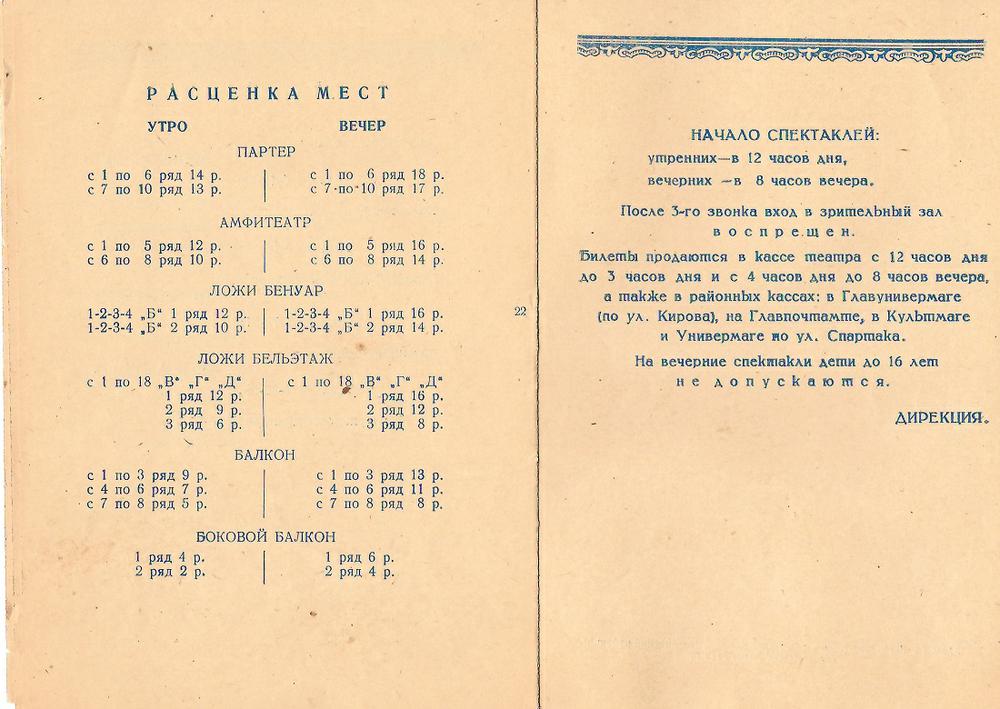 РАСЦЕНКА МЕСТ
УТРО ВЕЧЕР
ПАРТЕР
с 1 по 6 ряд 14 р. с 1 по 6 ряд 18 р.
с 7 по 10 ряд 13 р. с 7 по 10 ряд 17 р.
АМФИТЕАТР
с 1 по 5 ряд 12 р. с 1 по 5 ряд 16 р.
с 6 по 8 ряд 10 р. с 6 по 8 ряд 14 р.
ЛОЖИ БЕНУАР
1-2-3-4 „Б“ 1 ряд 12 р. 1-2-3-4 „Б“ 1 ряд 16 р.
1-2-3-4 „Б“ 2 ряд 10 р. 1-2-3-4 „Б“ 2 ряд 14 р.
ЛОЖИ БЕЛЬЭТАЖ
с 1 по 18 „В“ „Г“ „Д“ с 1 по 18 „В“ „Г“ „Д“
1 ряд 12 р. 1 ряд 16 р.
2 ряд 9 р. 2 ряд 12 р.
3 ряд 6 р. 3 ряд 8 р.
БАЛКОН
с 1 по 3 ряд 9 р. с 1 по 3 ряд 13 р.
с 4 по 6 ряд 7 р. с 4 по 6 ряд 11 р.
с 7 по 8 ряд 5 р. с 7 по 8 ряд 8 р.
БОКОВОЙ БАЛКОН
1 ряд 4 р. 1 ряд 6 р.
2 ряд 2 р. 2 ряд 4 р.
22
НАЧАЛО СПЕКТАКЛЕЙ:
утренних—в 12 часов дня,
вечерних —в 8 часов вечера.
После 3-го звонка вход в зрительный зал
воспрещен.
Билеты продаются в кассе театра с 12 часов дня
до 3 часов дня и с 4 часов дня до 8 часов вечера,
а также в районных кассах: в Главунивермаге
(по ул. Кирова), на Главпочтамте, в Культмаге
и Универмаге по ул. Спартака.
На вечерние спектакли дети до 16 лет
не допускаются.
ДИРЕКЦИЯ.